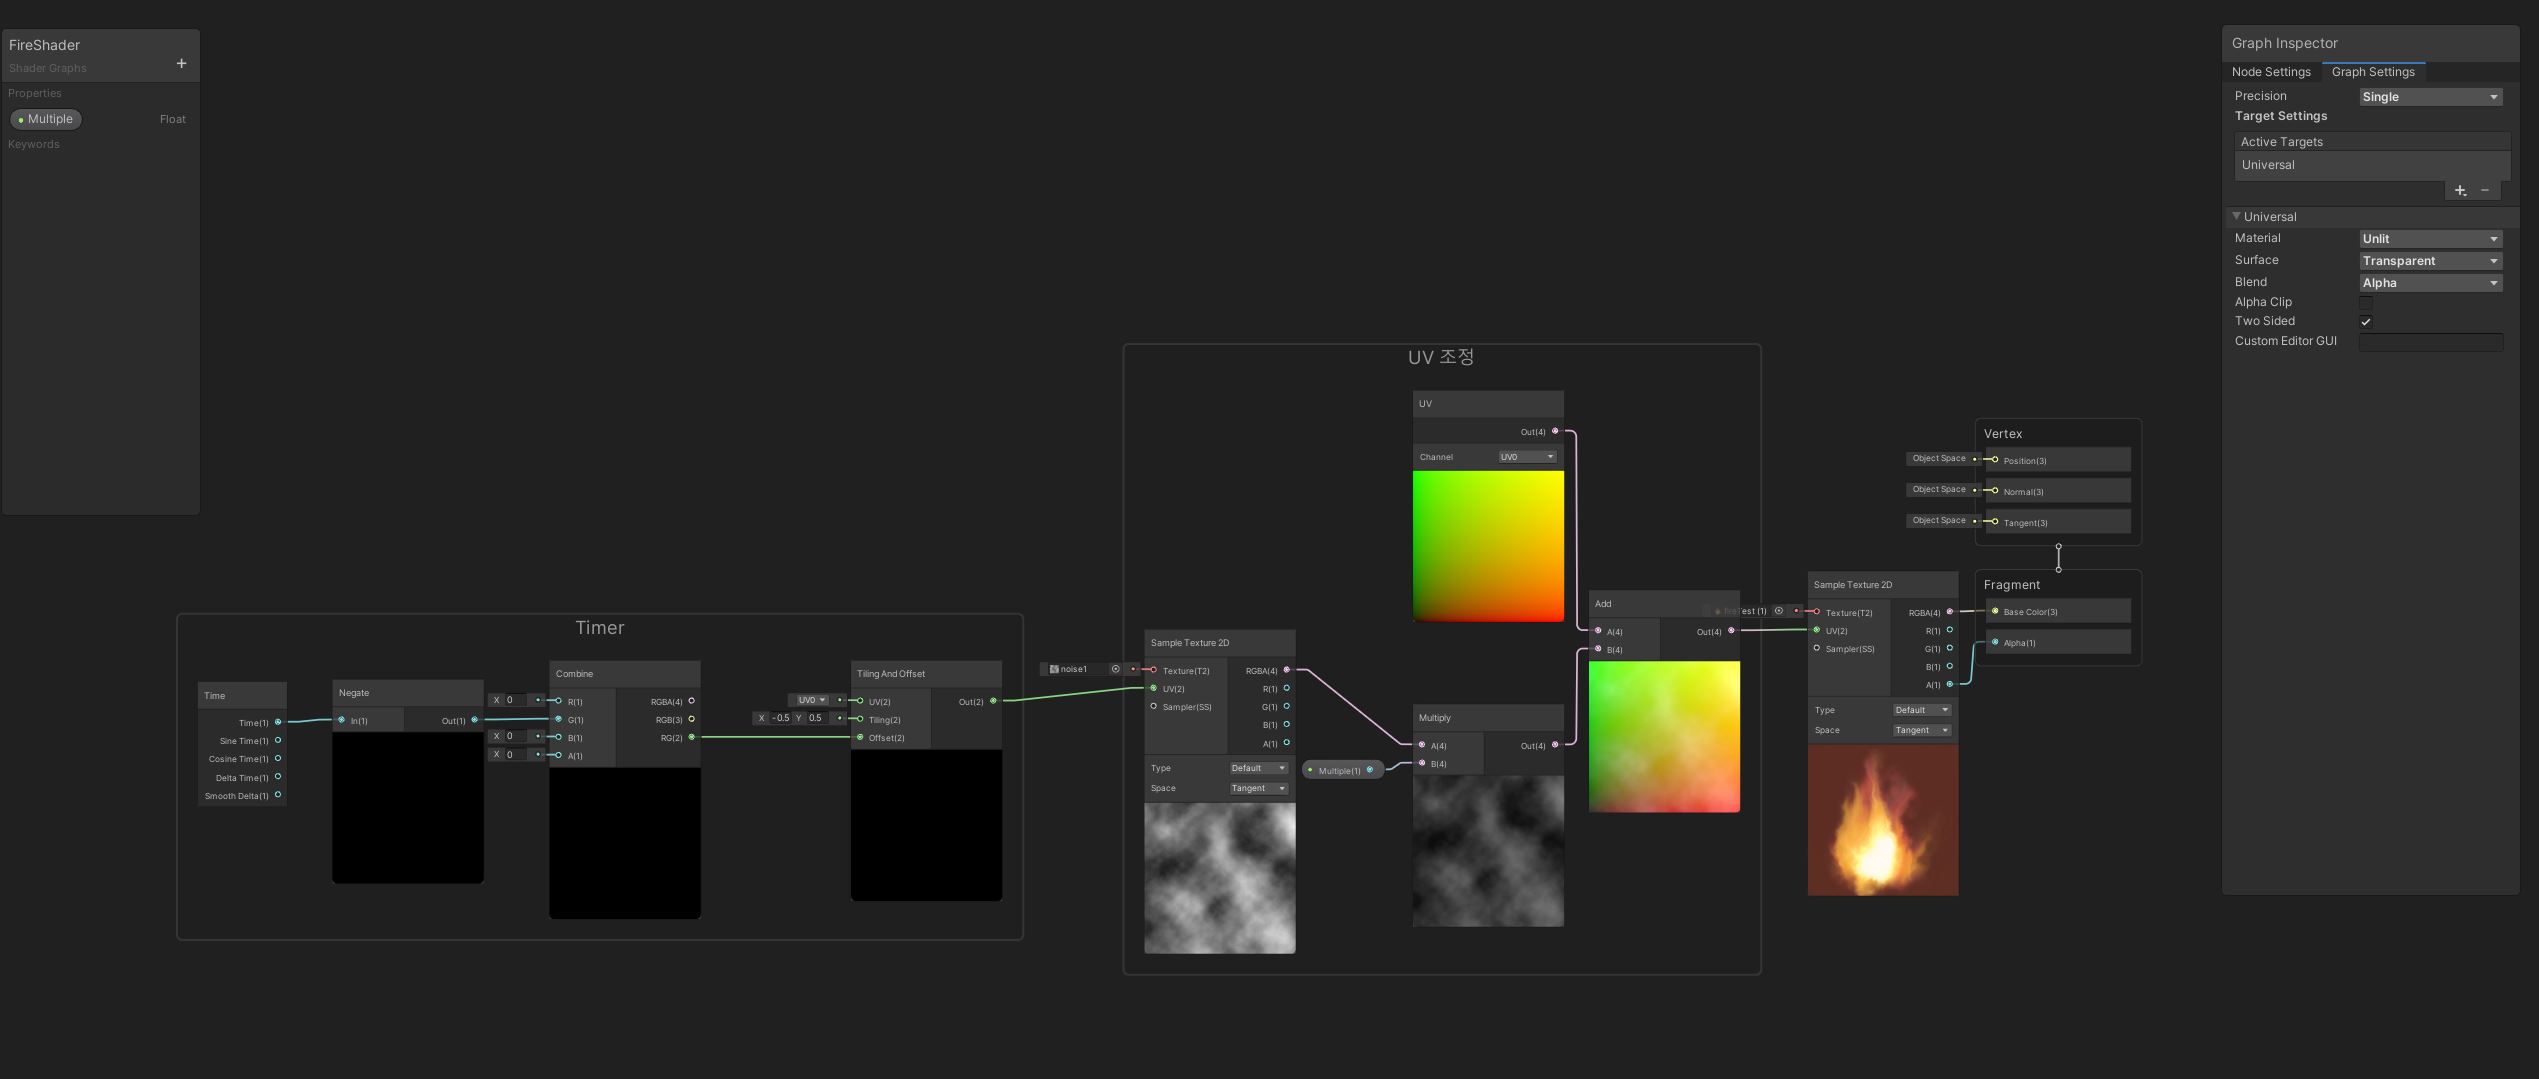 FireShader
Shader Graphs
+
Properties
Multiple Float
Keywords
Timer
Time
Time(1)
Sine Time(1)
Cosine Time(1)
Delta Time(1)
Smooth Delta(1)
Negate
In(1) Out(1)
Combine
X 0 R(1) RGBA(4)
G(1) RGB(3)
X 0 B(1) RG(2)
X 0 A(1)
Tiling And Offset
UV0 UV(2) Out(2)
X -0.5 Y 0.5 Tiling(2)
Offset(2)
UV 조정
UV
Out(4)
Channel UV0
Sample Texture 2D
noise1 Texture(T2) RGBA(4)
UV(2) R(1)
Sampler(SS) G(1)
B(1)
A(1)
Type Default
Space Tangent
Multiple(1)
Multiply
A(4) Out(4)
B(4)
Add
A(4) Out(4)
B(4)
fireTest (1)
Sample Texture 2D
Texture(T2) RGBA(4)
UV(2) R(1)
Sampler(SS) G(1)
B(1)
A(1)
Type Default
Space Tangent
Vertex
Object Space Position(3)
Object Space Normal(3)
Object Space Tangent(3)
Fragment
Base Color(3)
Alpha(1)
Graph Inspector
Node Settings Graph Settings
Precision Single
Target Settings
Active Targets
Universal
+ −
Universal
Material Unlit
Surface Transparent
Blend Alpha
Alpha Clip
Two Sided
Custom Editor GUI